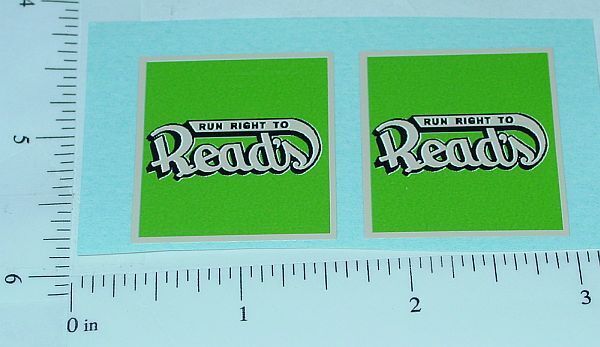 4
5
6
RUN RIGHT TO
Read's
RUN RIGHT TO
Read's
0 in
1
2
3